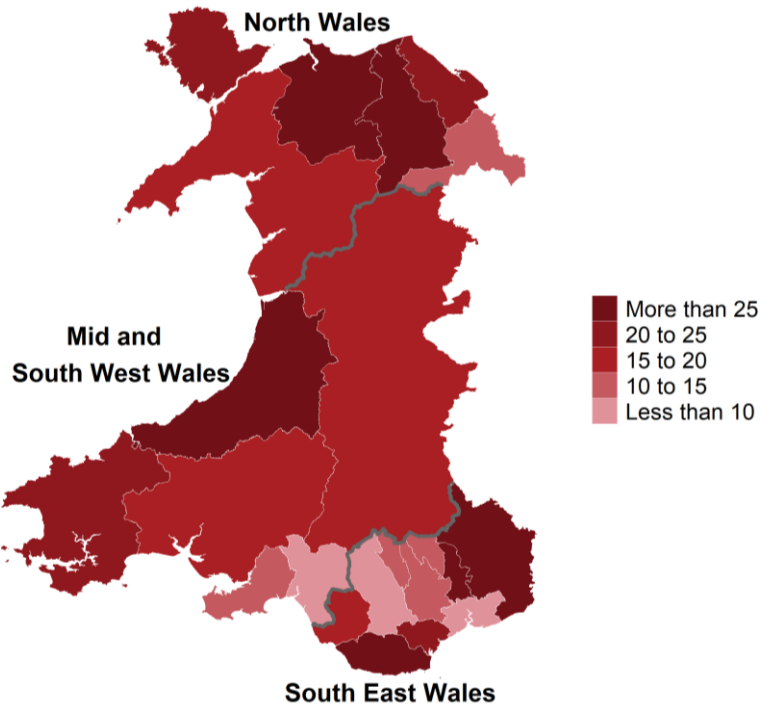 North Wales
Mid and
South West Wales
More than 25
20 to 25
15 to 20
10 to 15
Less than 10
South East Wales